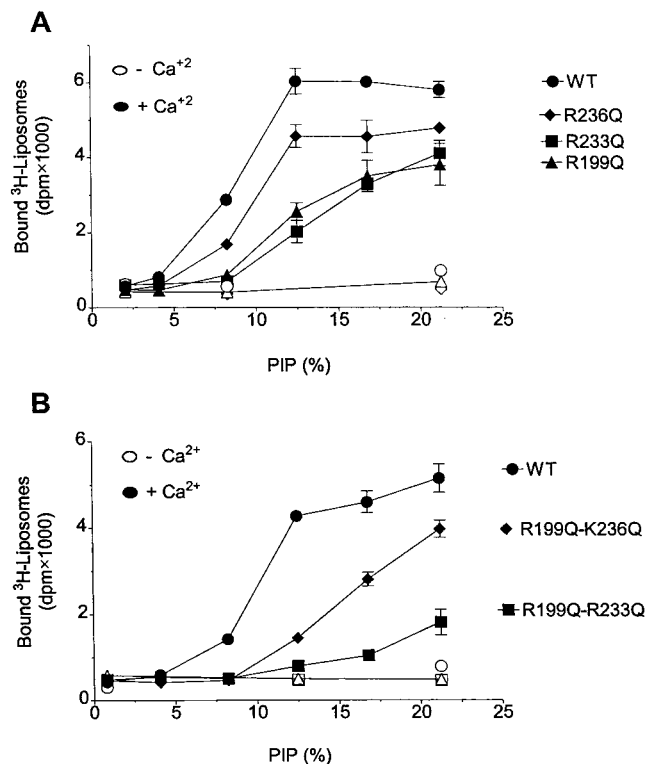 A
- Ca+2
+ Ca+2
Bound 3H-Liposomes
(dpm×1000)
6
4
2
0
0 5 10 15 20 25
PIP (%)
WT
R236Q
R233Q
R199Q
B
- Ca2+
+ Ca2+
Bound 3H-Liposomes
(dpm×1000)
6
4
2
0
0 5 10 15 20 25
PIP (%)
WT
R199Q-K236Q
R199Q-R233Q